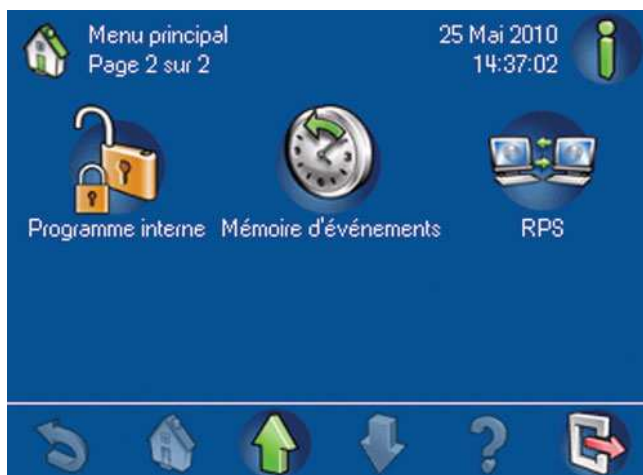 Menu principal
Page 2 sur 2
25 Mai 2010
14:37:02
Programme interne
Mémoire d'événements
RPS